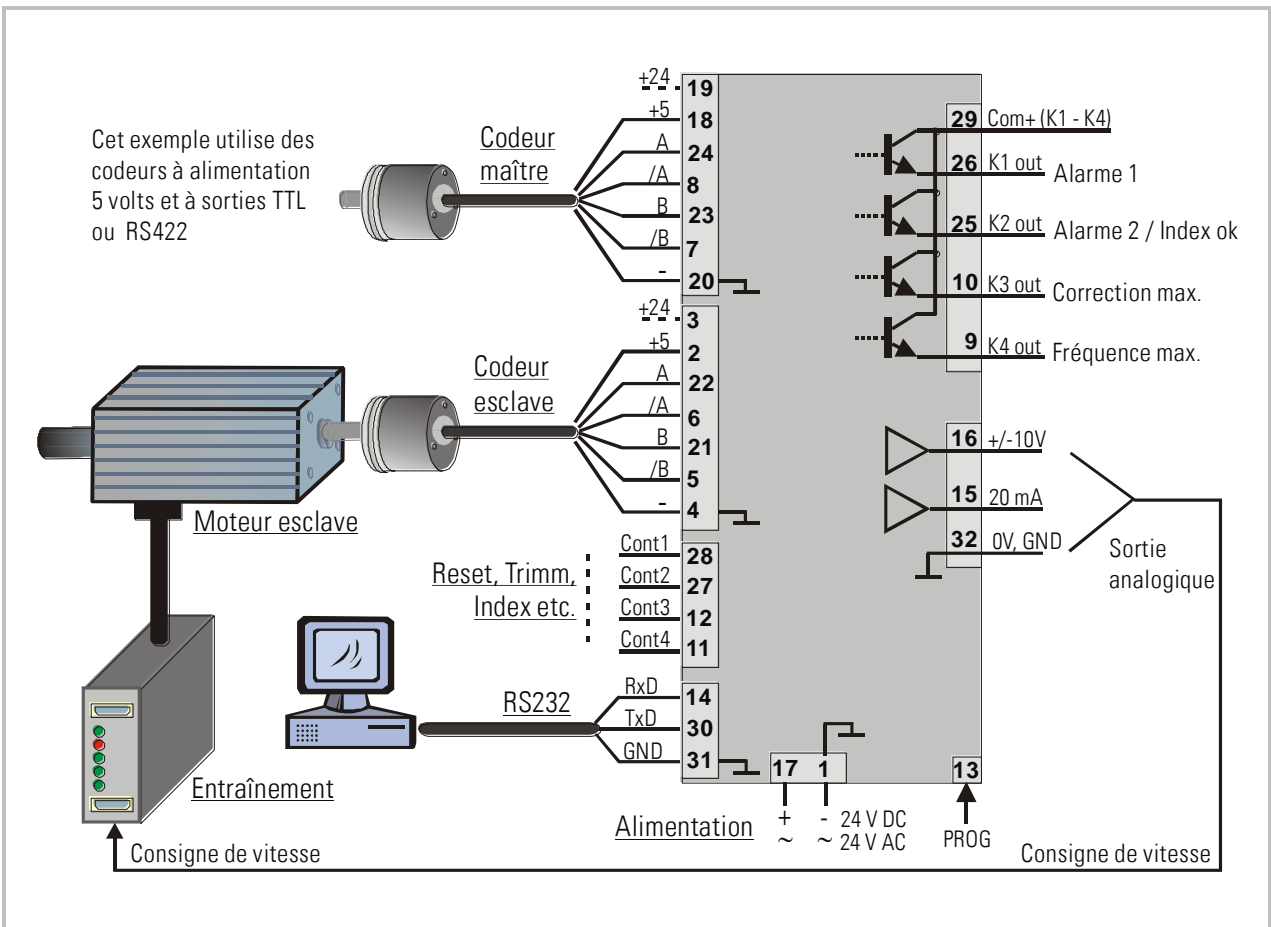 Cet exemple utilise des
codeurs à alimentation
5 volts et à sorties TTL
ou RS422
Codeur
maître
+24 19
+5 18
A 24
/A 8
B 23
/B 7
- 20
Codeur
esclave
+24 3
+5 2
A 22
/A 6
B 21
/B 5
- 4
Moteur esclave
Reset, Trimm,
Index etc.
Cont1 28
Cont2 27
Cont3 12
Cont4 11
RS232
RxD 14
TxD 30
GND 31
Entraînement
Alimentation
17 1
+ - 24 V DC
~ ~ 24 V AC
13
PROG
29 Com+ (K1 - K4)
26 K1 out Alarme 1
25 K2 out Alarme 2 / Index ok
10 K3 out Correction max.
9 K4 out Fréquence max.
16 +/-10V
15 20 mA
32 0V, GND
Sortie
analogique
Consigne de vitesse
Consigne de vitesse